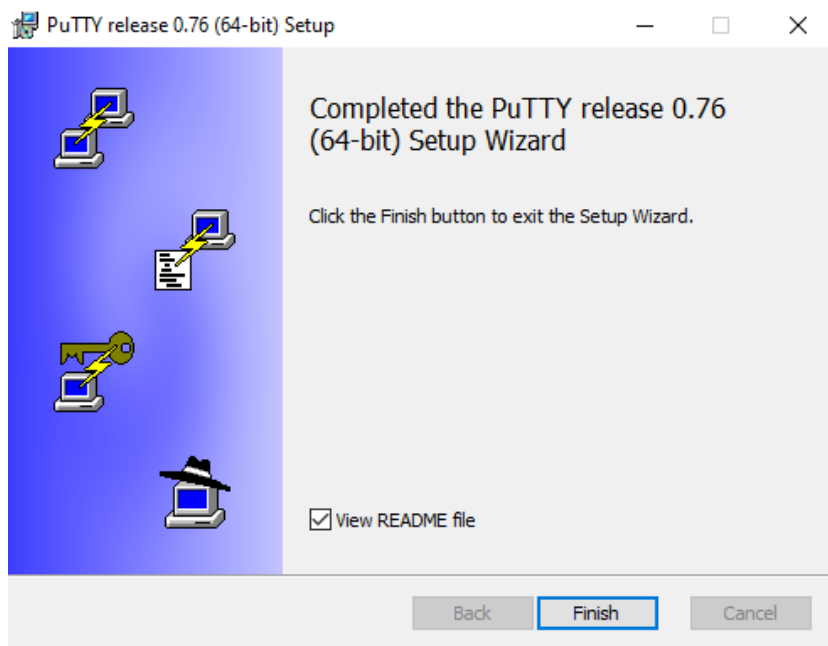 PuTTY release 0.76 (64-bit) Setup
Completed the PuTTY release 0.76
(64-bit) Setup Wizard
Click the Finish button to exit the Setup Wizard.
View README file
Back
Finish
Cancel